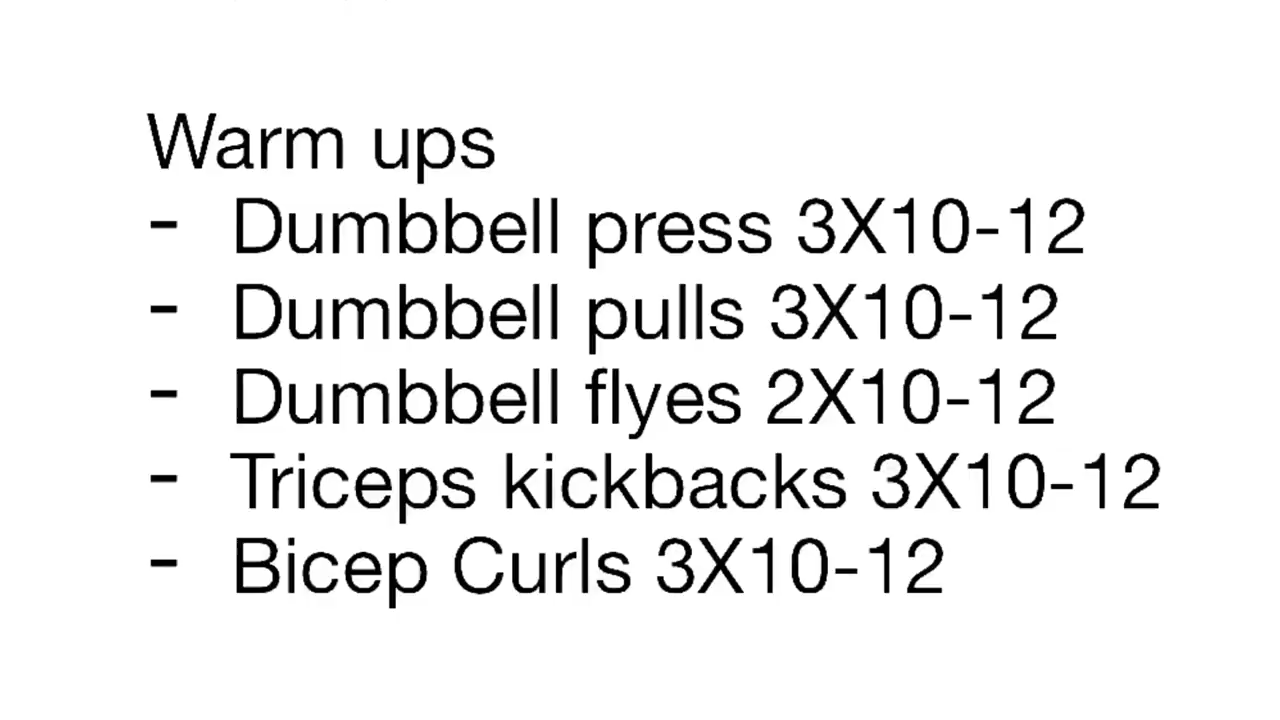 Warm ups
- Dumbbell press 3X10-12
- Dumbbell pulls 3X10-12
- Dumbbell flyes 2X10-12
- Triceps kickbacks 3X10-12
- Bicep Curls 3X10-12